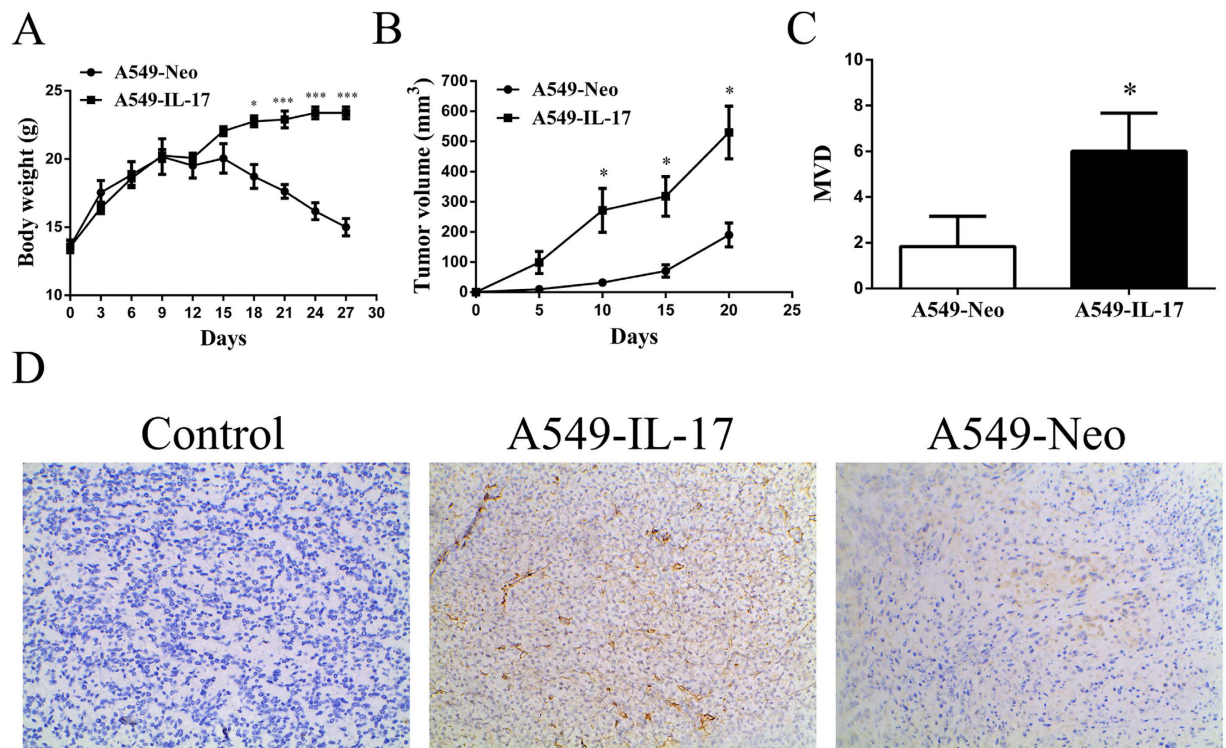 A
A549-Neo
A549-IL-17
* *** *** ***
Body weight (g)
25
20
15
10
0 3 6 9 12 15 18 21 24 27 30
Days
B
A549-Neo
A549-IL-17
* * *
Tumor volume (mm³)
700
600
500
400
300
200
100
0
0 5 10 15 20 25
Days
C
*
MVD
10
8
6
4
2
0
A549-Neo A549-IL-17
D
Control A549-IL-17 A549-Neo